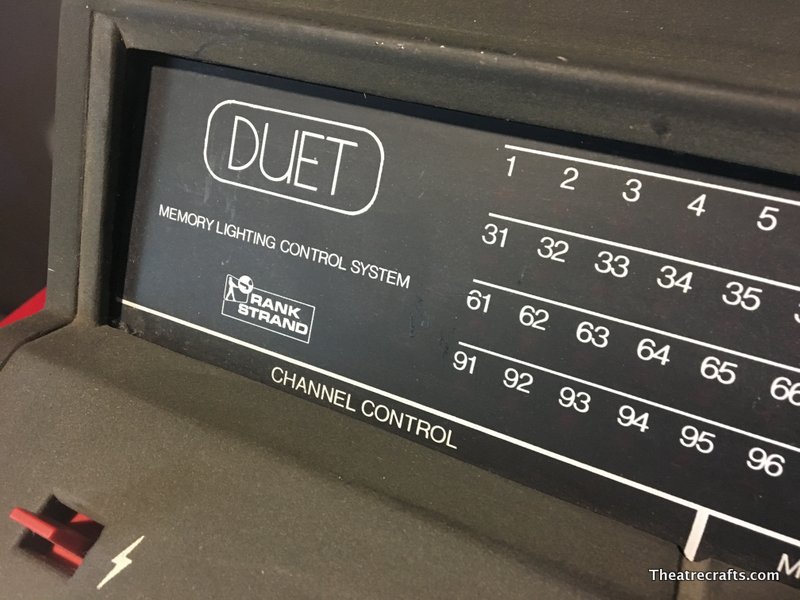 DUET
MEMORY LIGHTING CONTROL SYSTEM
RANK
STRAND
1 2 3 4 5
31 32 33 34 35
61 62 63 64 65 66
91 92 93 94 95 96
CHANNEL CONTROL
M
Theatrecrafts.com